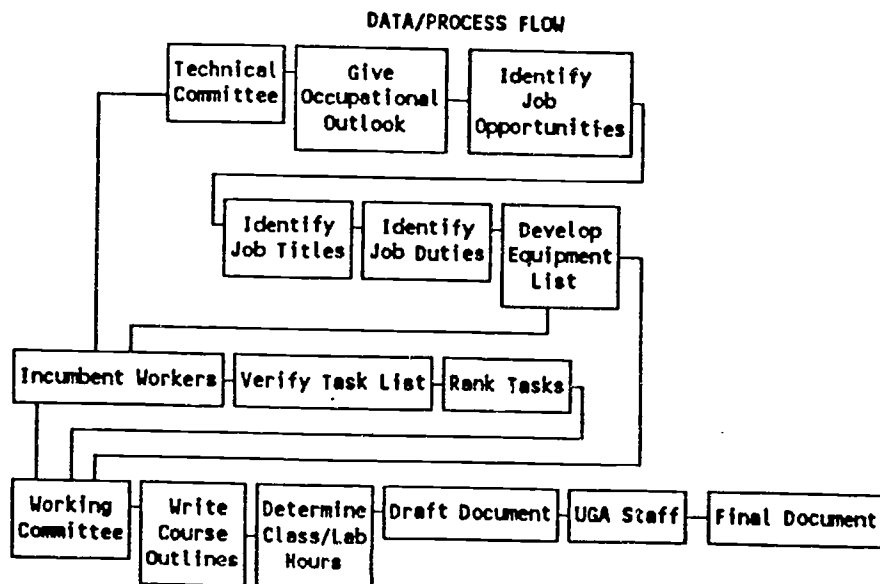 DATA/PROCESS FLOW
Technical
Committee
Give
Occupational
Outlook
Identify
Job
Opportunities
Identify
Job Titles
Identify
Job Duties
Develop
Equipment
List
Incumbent Workers
Verify Task List
Rank Tasks
Working
Committee
Write
Course
Outlines
Determine
Class/Lab
Hours
Draft Document
UGA Staff
Final Document